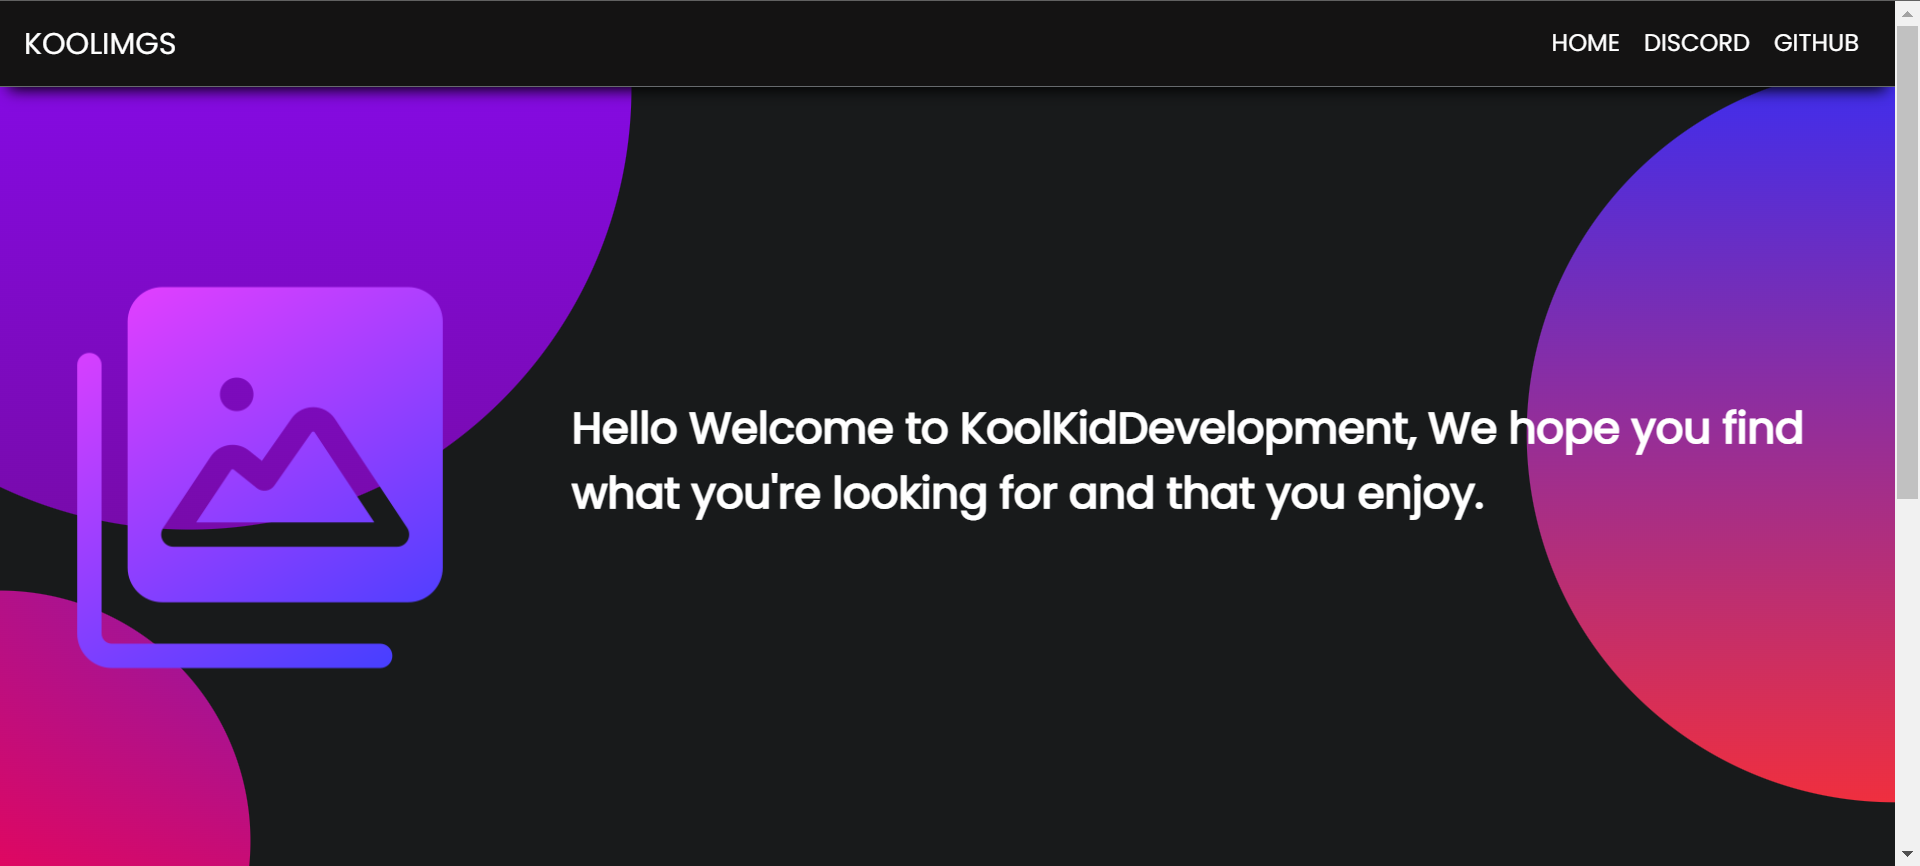 KOOLIMGS
HOME DISCORD GITHUB
Hello Welcome to KoolKidDevelopment, We hope you find
what you're looking for and that you enjoy.